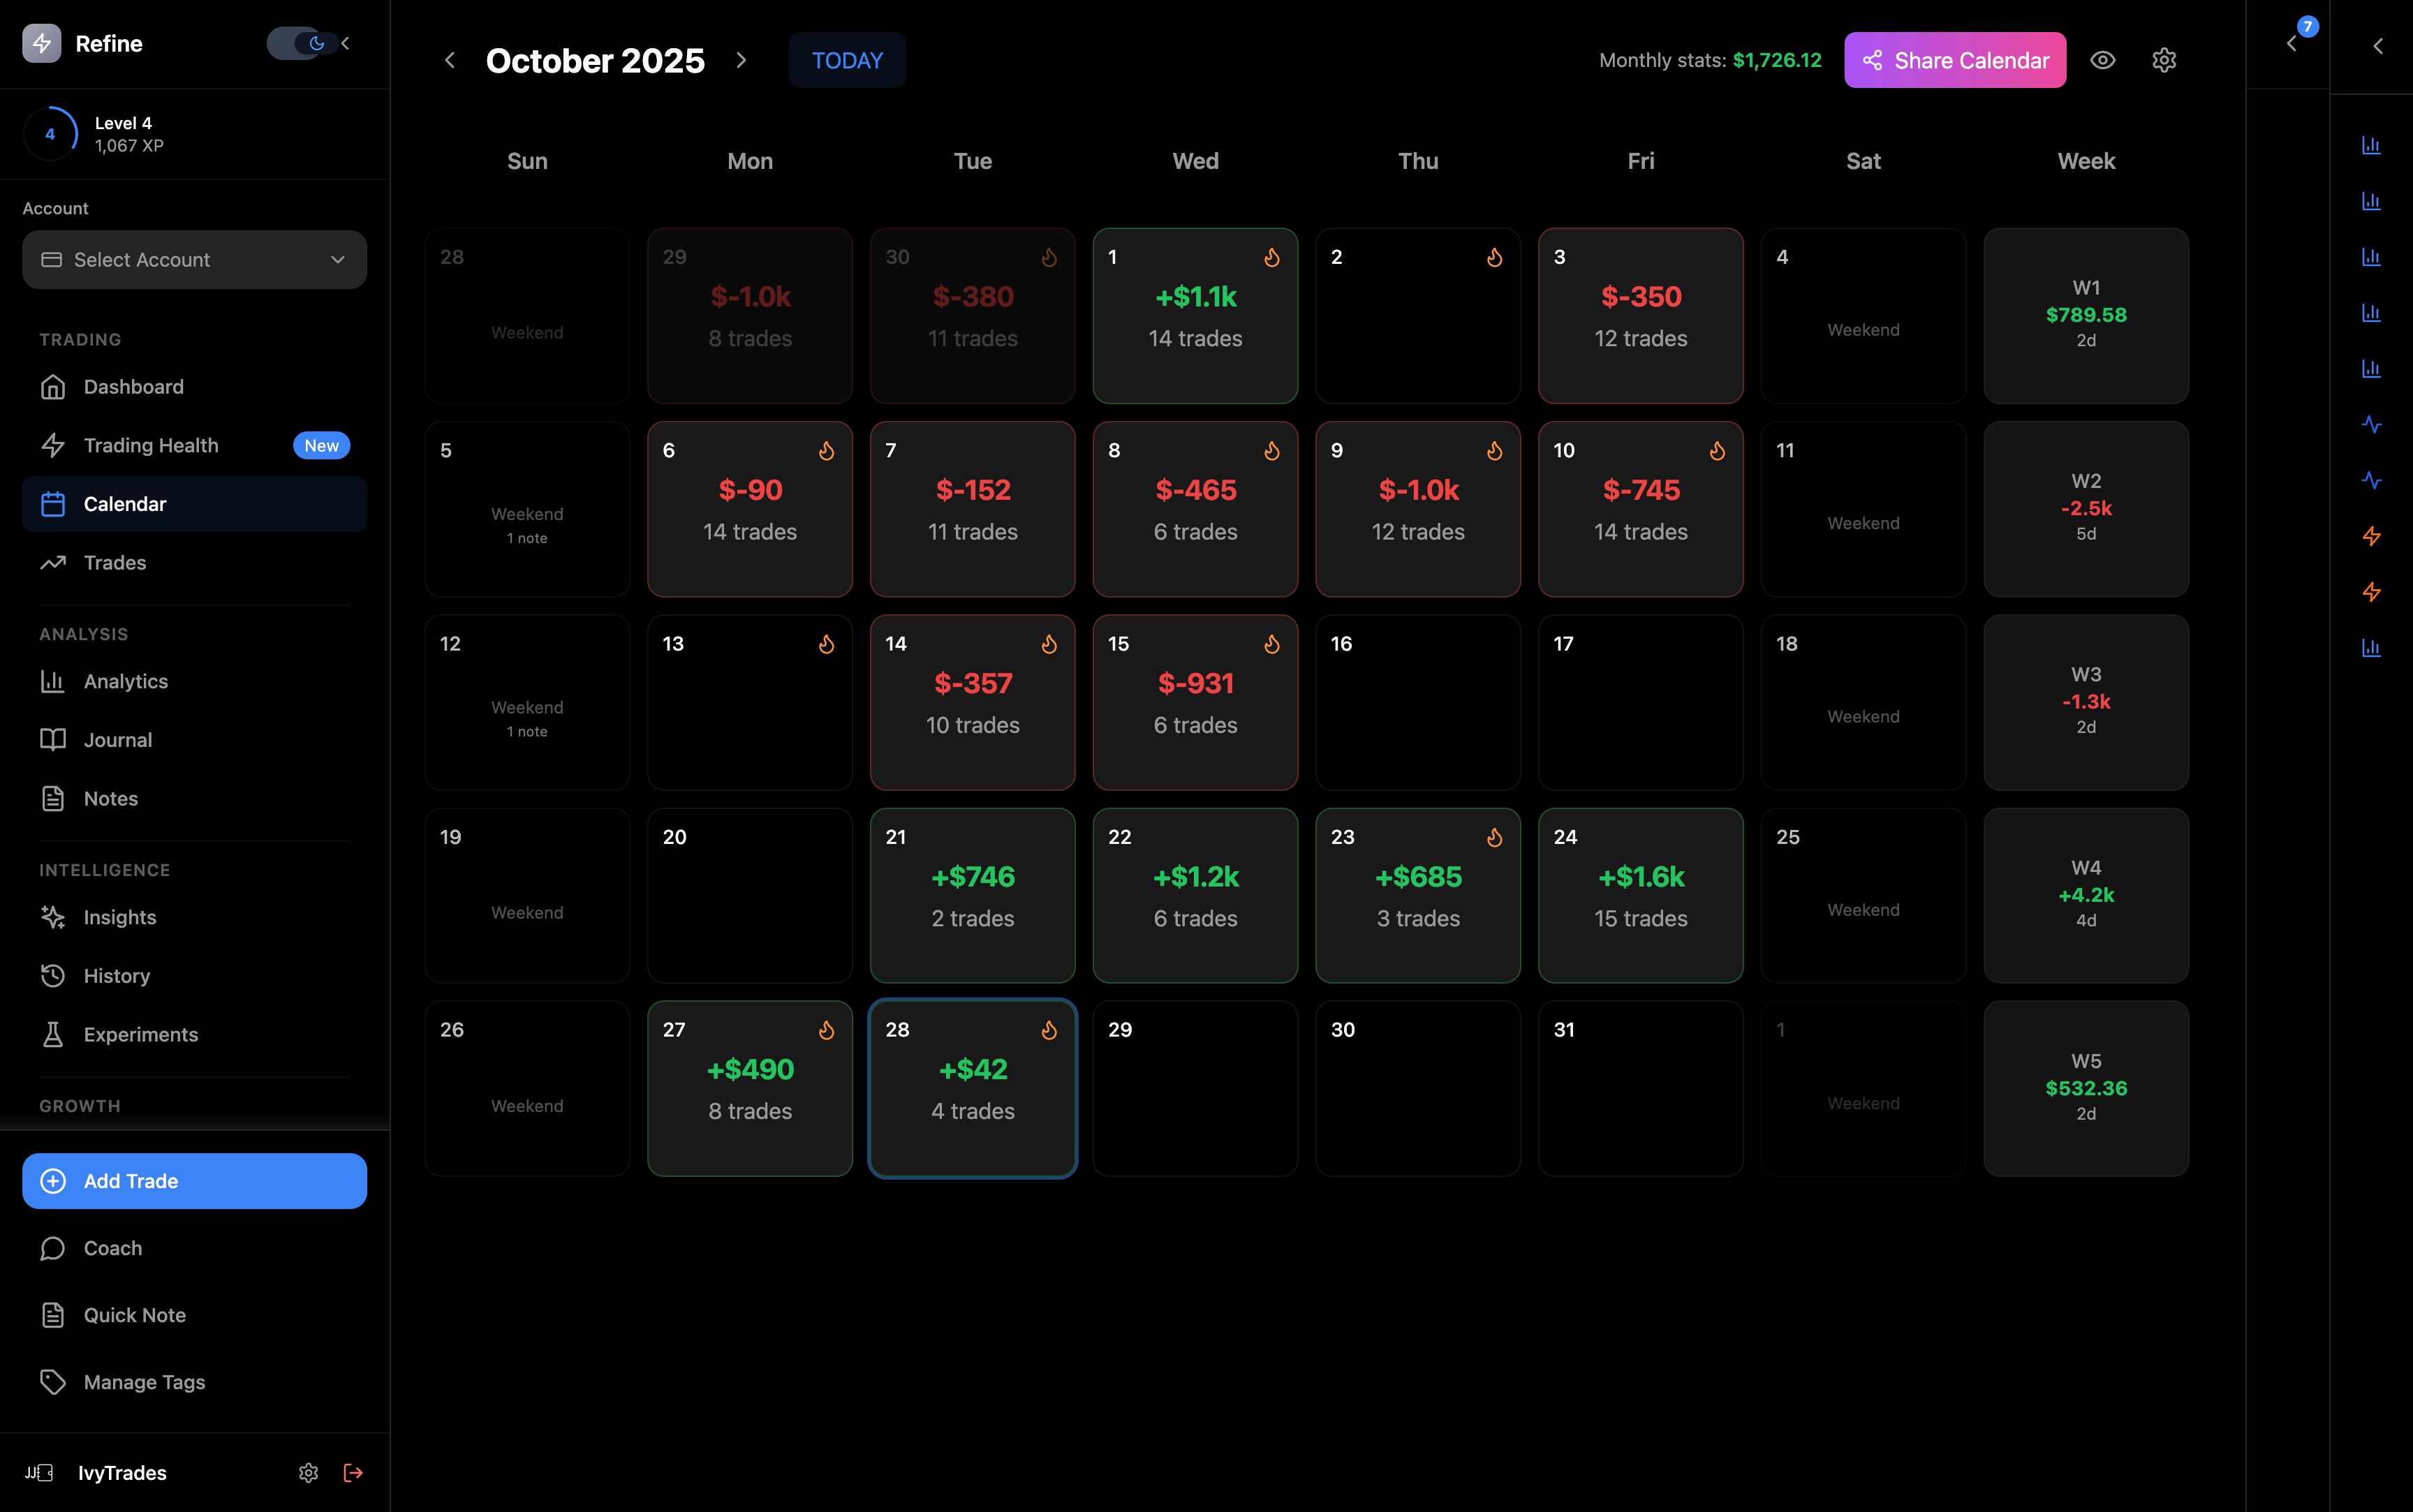 Refine
4
Level 4
1,067 XP
Account
Select Account
TRADING
Dashboard
Trading Health New
Calendar
Trades
ANALYSIS
Analytics
Journal
Notes
INTELLIGENCE
Insights
History
Experiments
GROWTH
Add Trade
Coach
Quick Note
Manage Tags
IvyTrades
October 2025 TODAY Monthly stats: $1,726.12 Share Calendar
7
Sun Mon Tue Wed Thu Fri Sat Week
28
Weekend
29
$-1.0k
8 trades
30
$-380
11 trades
1
+$1.1k
14 trades
2
3
$-350
12 trades
4
Weekend
W1
$789.58
2d
5
Weekend
1 note
6
$-90
14 trades
7
$-152
11 trades
8
$-465
6 trades
9
$-1.0k
12 trades
10
$-745
14 trades
11
Weekend
W2
-2.5k
5d
12
Weekend
1 note
13
14
$-357
10 trades
15
$-931
6 trades
16
17
18
Weekend
W3
-1.3k
2d
19
Weekend
20
21
+$746
2 trades
22
+$1.2k
6 trades
23
+$685
3 trades
24
+$1.6k
15 trades
25
Weekend
W4
+4.2k
4d
26
Weekend
27
+$490
8 trades
28
+$42
4 trades
29
30
31
1
Weekend
W5
$532.36
2d